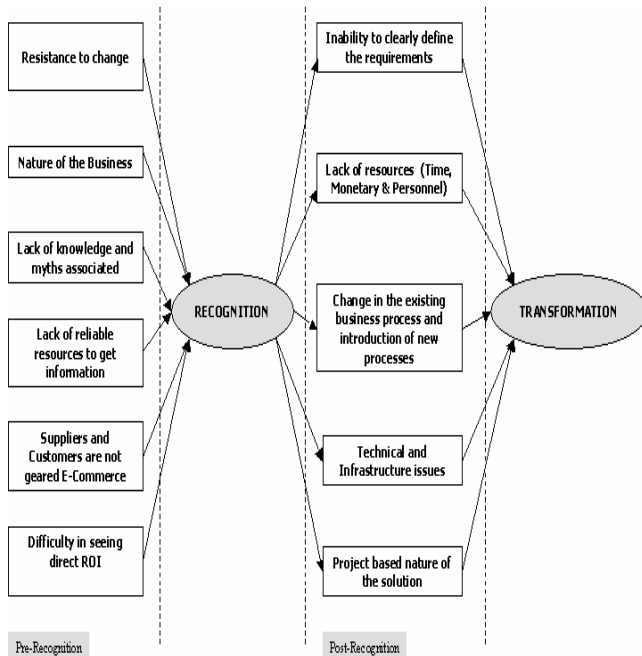 Resistance to change
Nature of the Business
Lack of knowledge and
myths associated
Lack of reliable
resources to get
information
Suppliers and
Customers are not
geared E-Commerce
Difficulty in seeing
direct ROI
Pre-Recognition
RECOGNITION
Inability to clearly define
the requirements
Lack of resources (Time,
Monetary & Personnel)
Change in the existing
business process and
introduction of new
processes
Technical and
Infrastructure issues
Project based nature of
the solution
Post-Recognition
TRANSFORMATION